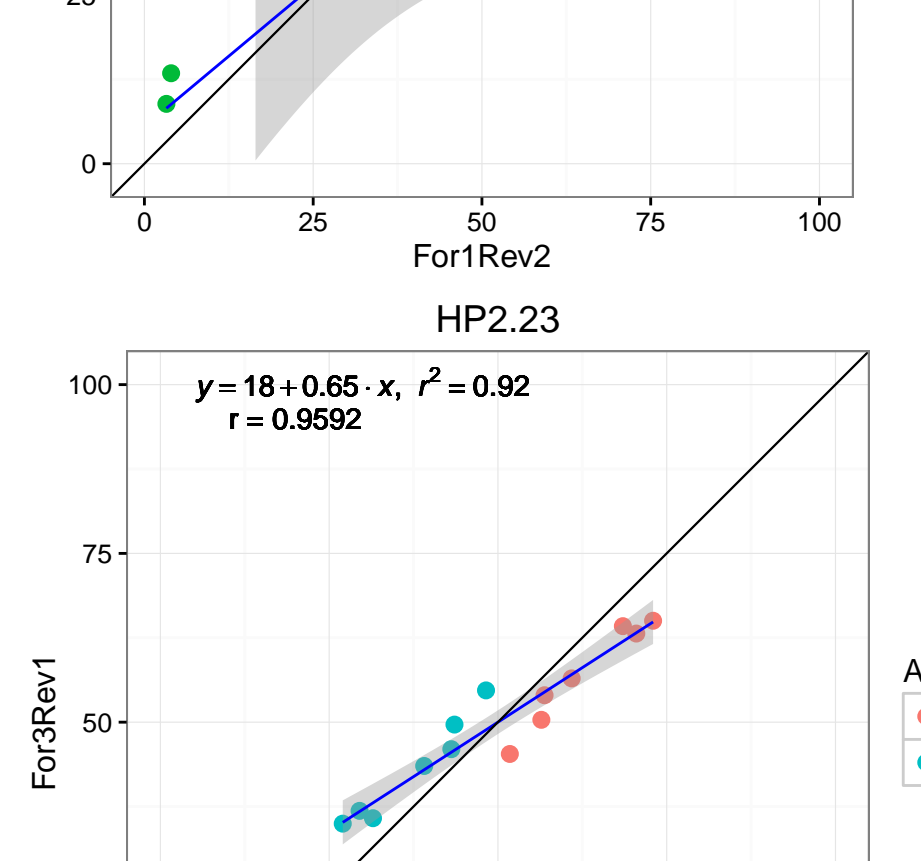 0
0 25 50 75 100
For1Rev2
HP2.23
100
y = 18 + 0.65 · x, r² = 0.92
r = 0.9592
75
50
For3Rev1
A